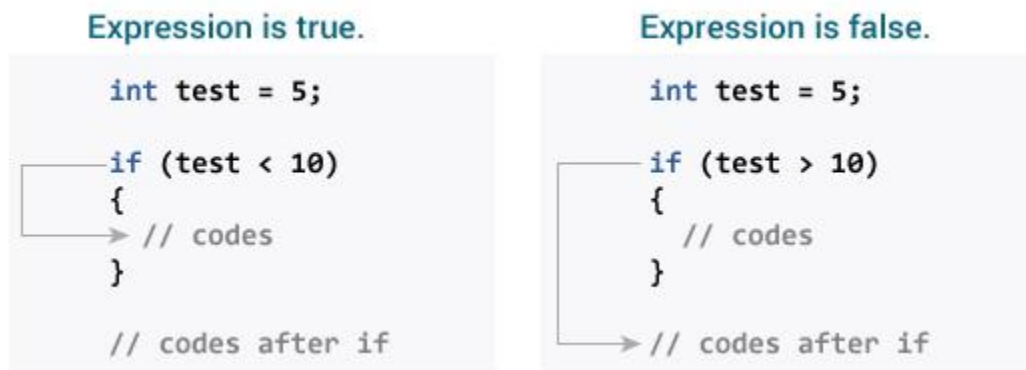 Expression is true.
int test = 5;
if (test < 10)
{
// codes
}
// codes after if
Expression is false.
int test = 5;
if (test > 10)
{
// codes
}
// codes after if